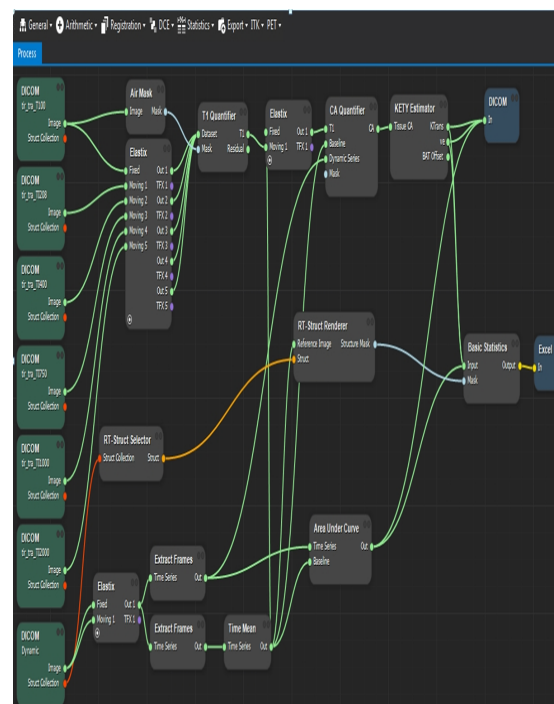 General Arithmetic Registration DCE Statistics Export ITK PET
Process
DICOM
tir_tra_TI100
Image
Struct Collection
DICOM
tir_tra_TI208
Image
Struct Collection
DICOM
tir_tra_TI400
Image
Struct Collection
DICOM
tir_tra_TI750
Image
Struct Collection
DICOM
tir_tra_TI1000
Image
Struct Collection
DICOM
tir_tra_TI2000
Image
Struct Collection
DICOM
Dynamic
Image
Struct Collection
Air Mask
Image Mask
Elastix
Fixed Out 1
Moving 1 TFX 1
Moving 2 Out 2
Moving 3 TFX 2
Moving 4 Out 3
Moving 5 TFX 3
Out 4
TFX 4
Out 5
TFX 5
T1 Quantifier
Dataset T1
Mask Residual
Elastix
Fixed Out 1
Moving 1 TFX 1
CA Quantifier
T1 CA
Baseline
Dynamic Series
Mask
KETY Estimator
Tissue CA KTrans
ve
BAT Offset
DICOM
In
RT-Struct Renderer
Reference Image Structure Mask
Struct
Basic Statistics
Input Output
Mask
Excel
In
RT-Struct Selector
Struct Collection Struct
Elastix
Fixed Out 1
Moving 1 TFX 1
Extract Frames
Time Series Out
Extract Frames
Time Series Out
Time Mean
Time Series Out
Area Under Curve
Time Series Out
Baseline